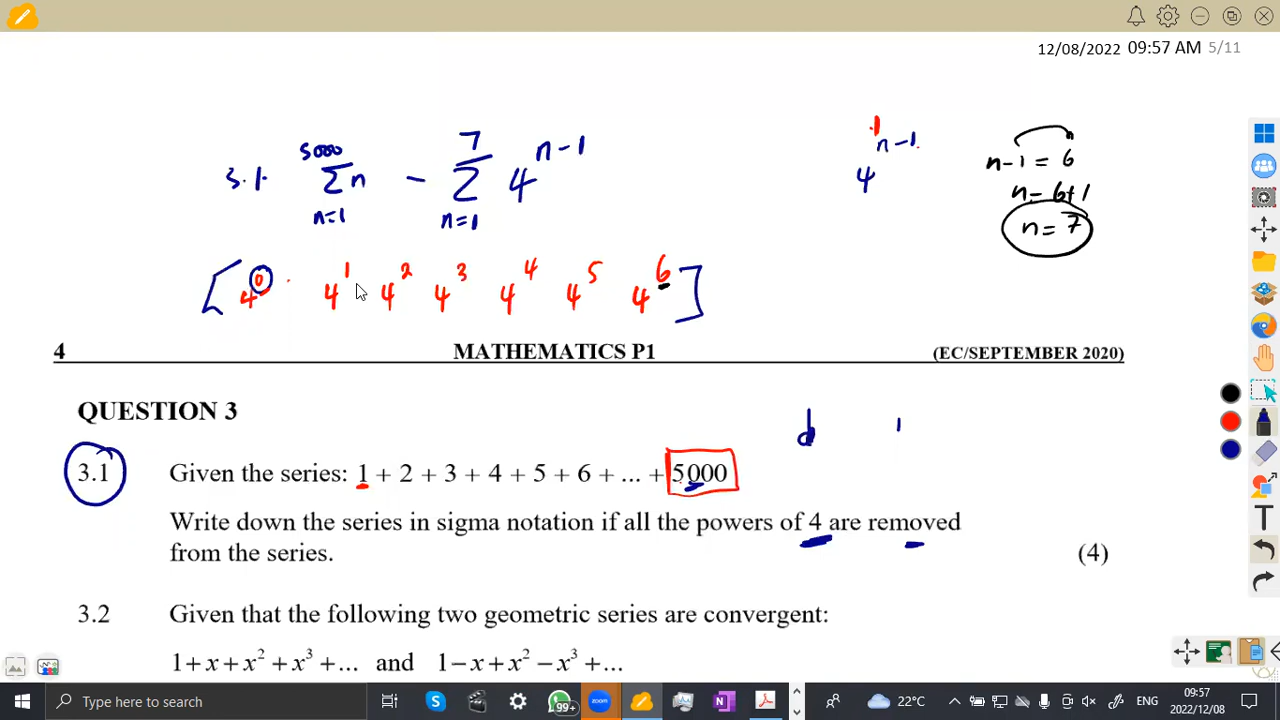 12/08/2022 09:57 AM 5/11
3.1. 5000 Σ n n=1 − 7 Σ n=1 4^{n-1}
4^{n-1}
1
n-1 = 6
n = 6+1
n = 7
[4^0 · 4^1 4^2 4^3 4^4 4^5 4^6]
4 MATHEMATICS P1 (EC/SEPTEMBER 2020)
QUESTION 3
d
3.1 Given the series: 1 + 2 + 3 + 4 + 5 + 6 + ... + 5000
Write down the series in sigma notation if all the powers of 4 are removed
from the series. (4)
3.2 Given that the following two geometric series are convergent:
1 + x + x² + x³ + ... and 1 − x + x² − x³ + ...
T
Type here to search
99+
22°C
ENG
09:57
2022/12/08